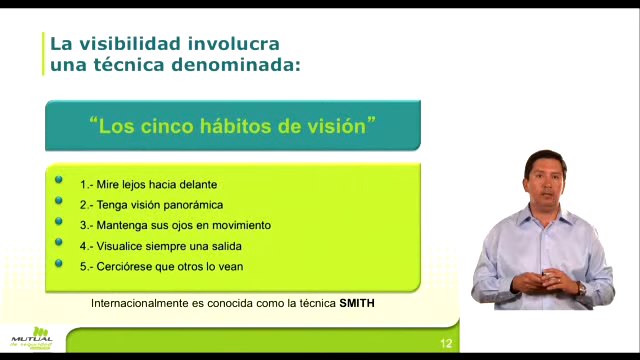 La visibilidad involucra
una técnica denominada:
“Los cinco hábitos de visión”
1.- Mire lejos hacia delante
2.- Tenga visión panorámica
3.- Mantenga sus ojos en movimiento
4.- Visualice siempre una salida
5.- Cerciórese que otros lo vean
Internacionalmente es conocida como la técnica SMITH
MUTUAL
de seguridad
12